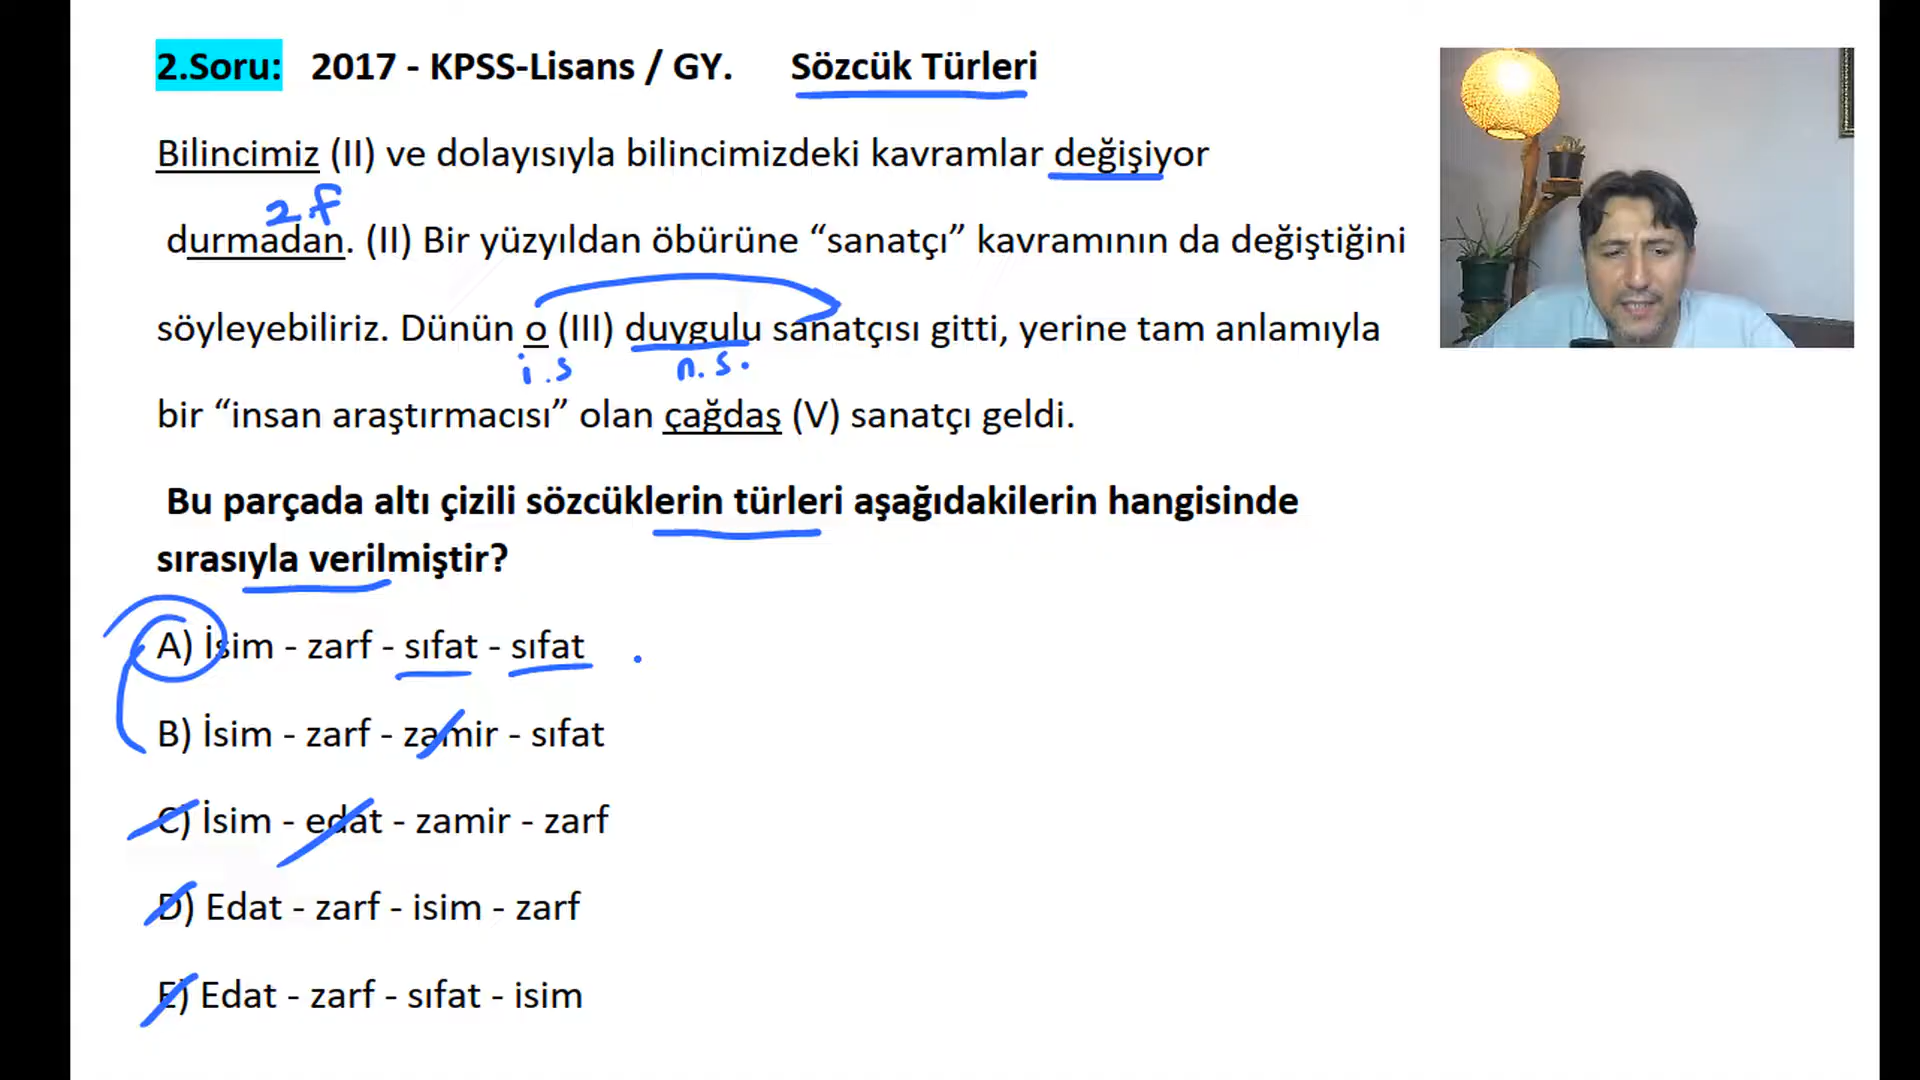 2.Soru: 2017 - KPSS-Lisans / GY. Sözcük Türleri
Bilincimiz (II) ve dolayısıyla bilincimizdeki kavramlar değişiyor
zf
durmadan. (II) Bir yüzyıldan öbürüne “sanatçı” kavramının da değiştiğini
söyleyebiliriz. Dünün o (III) duygulu sanatçısı gitti, yerine tam anlamıyla
i.s n.s.
bir “insan araştırmacısı” olan çağdaş (V) sanatçı geldi.
Bu parçada altı çizili sözcüklerin türleri aşağıdakilerin hangisinde
sırasıyla verilmiştir?
A) İsim - zarf - sıfat - sıfat
B) İsim - zarf - zamir - sıfat
C) İsim - edat - zamir - zarf
D) Edat - zarf - isim - zarf
E) Edat - zarf - sıfat - isim